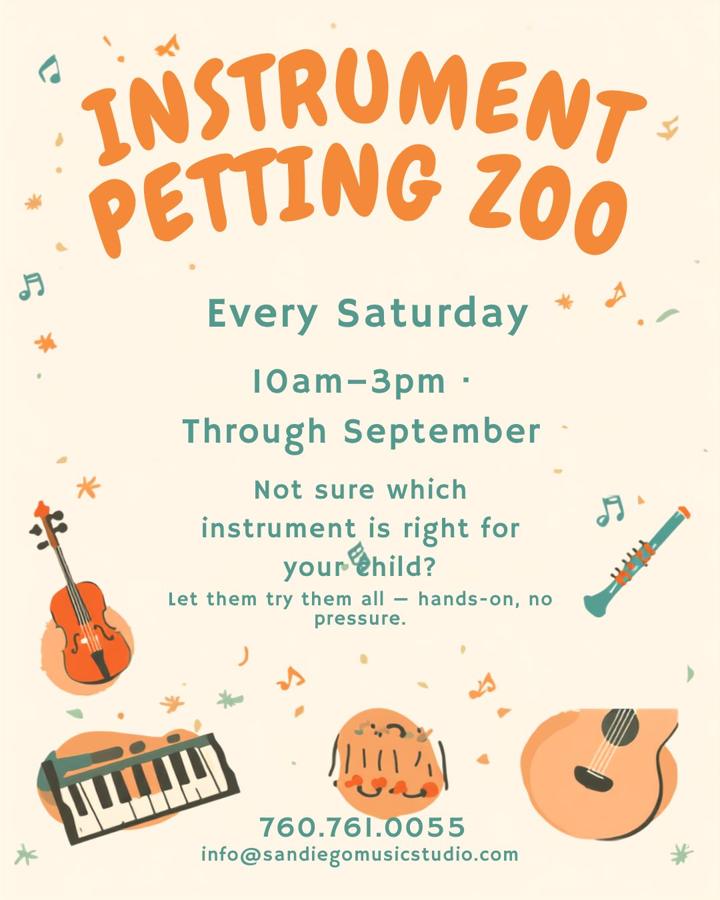 INSTRUMENT
PETTING ZOO
Every Saturday
10am–3pm ·
Through September
Not sure which
instrument is right for
your child?
Let them try them all — hands-on, no
pressure.
760.761.0055
info@sandiegomusicstudio.com